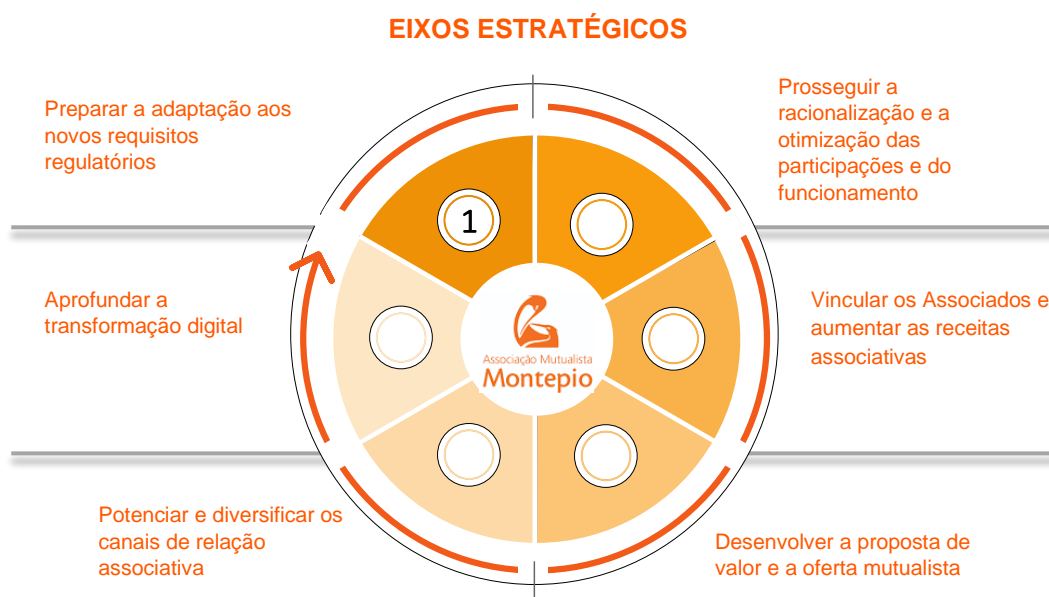 EIXOS ESTRATÉGICOS
Preparar a adaptação aos
novos requisitos
regulatórios
Prosseguir a
racionalização e a
otimização das
participações e do
funcionamento
1
Aprofundar a
transformação digital
Associação Mutualista
Montepio
Vincular os Associados e
aumentar as receitas
associativas
Potenciar e diversificar os
canais de relação
associativa
Desenvolver a proposta de
valor e a oferta mutualista